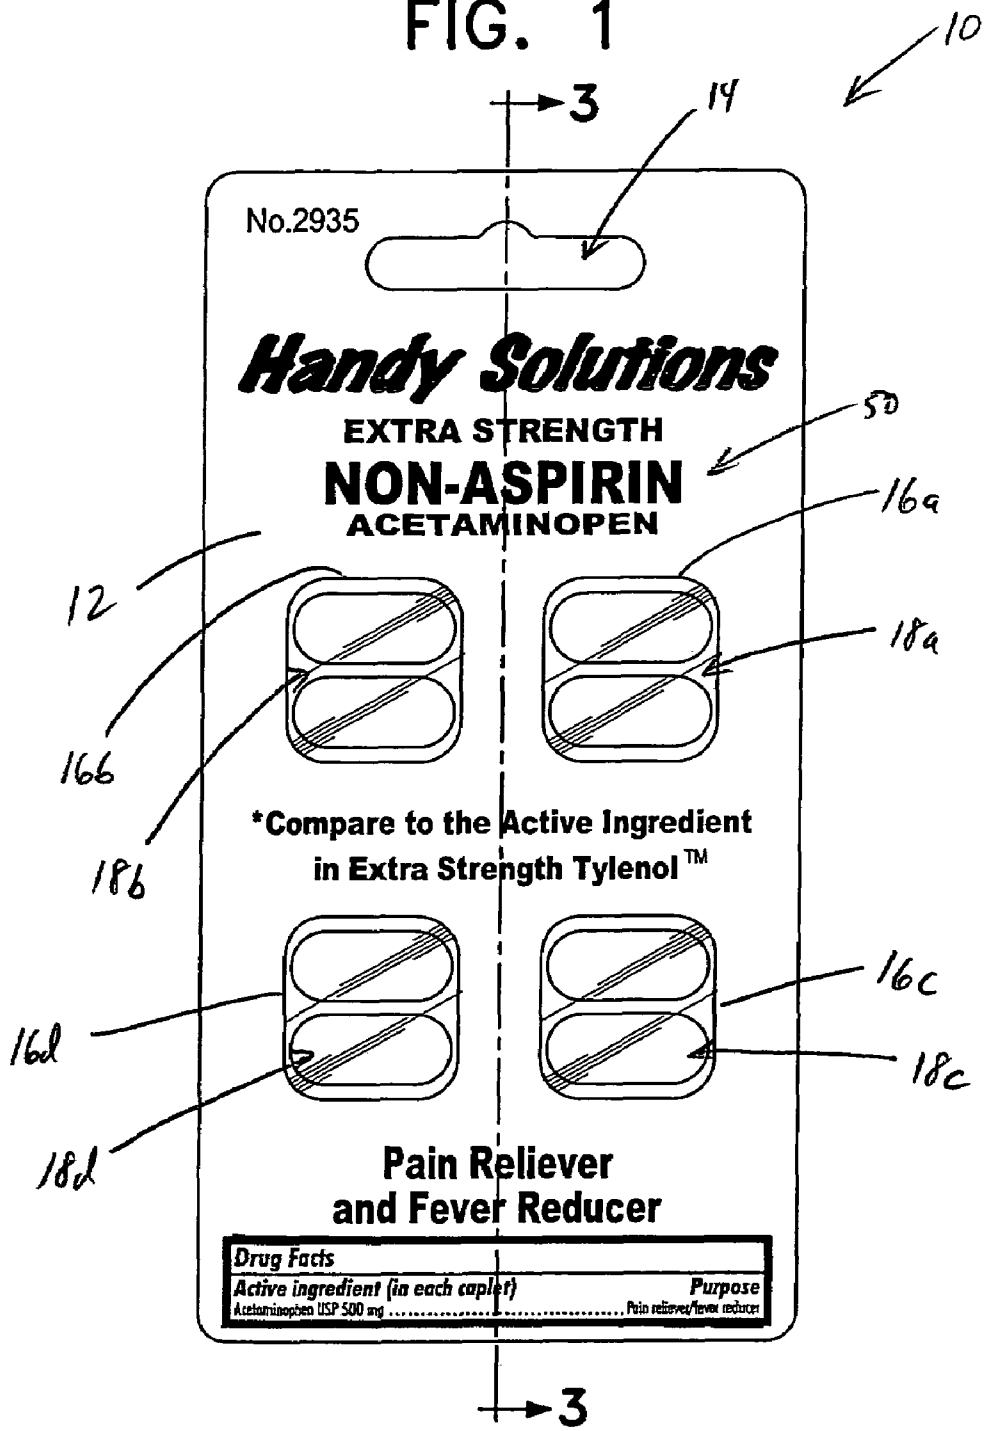 FIG. 1
10
3
14
No.2935
Handy Solutions
50
EXTRA STRENGTH
NON-ASPIRIN
16a
ACETAMINOPEN
12
18a
16b
*Compare to the Active Ingredient
in Extra Strength Tylenol™
18b
16c
16d
18c
18d
Pain Reliever
and Fever Reducer
Drug Facts
Active ingredient (in each caplet) Purpose
Acetaminophen USP 500 mg ........................................ Pain reliever/fever reducer
3